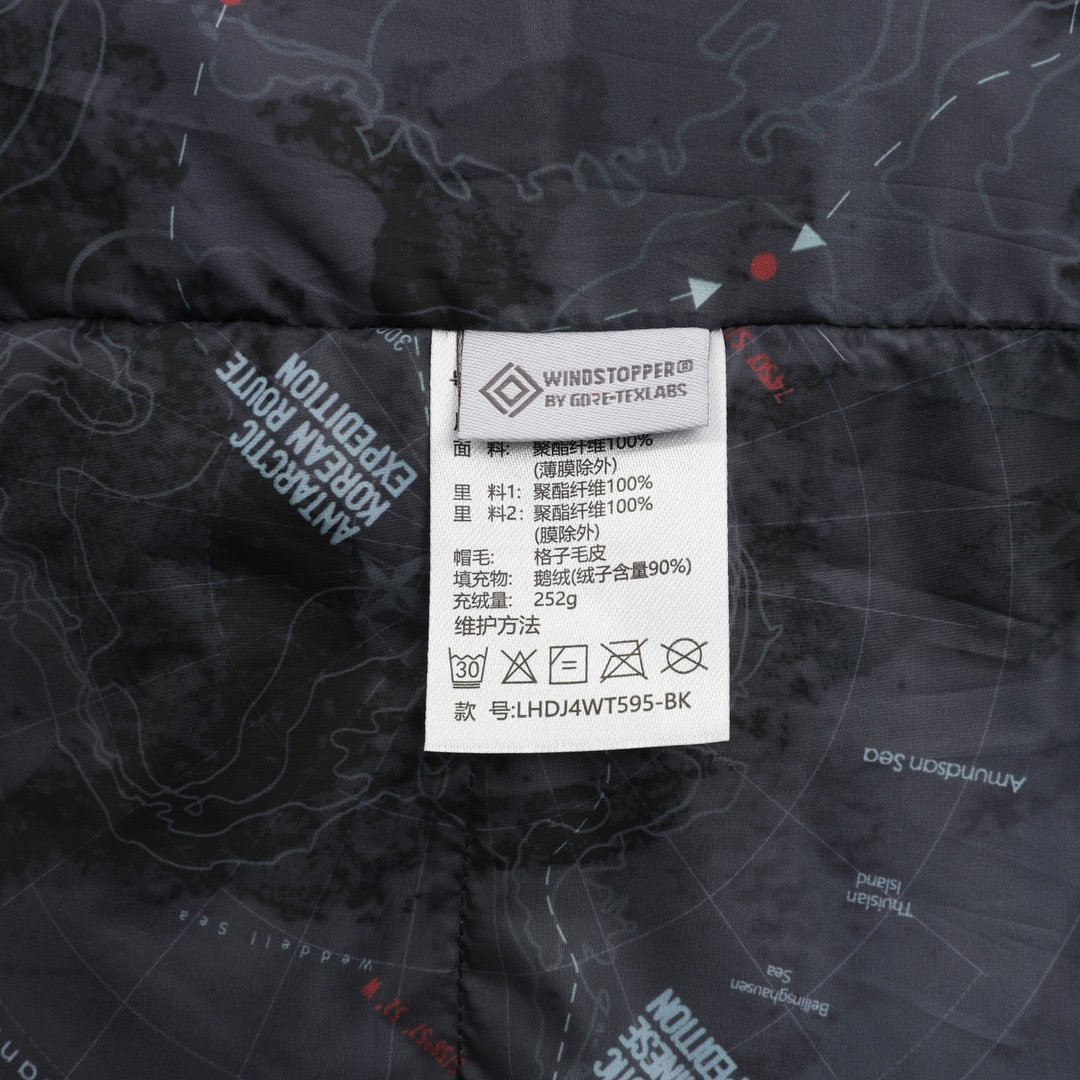 WINDSTOPPER®
BY GORE-TEXLABS
面 料: 聚酯纤维100%
(薄膜除外)
里 料1: 聚酯纤维100%
里 料2: 聚酯纤维100%
(膜除外)
帽毛: 格子毛皮
填充物: 鹅绒(绒子含量90%)
充绒量: 252g
维护方法
30
款 号:LHDJ4WT595-BK
ANTARCTIC
KOREAN ROUTE
EXPEDITION
Amundsan Sea
Thuislan
Island
Bellinghausen
Sea
weddell Sea